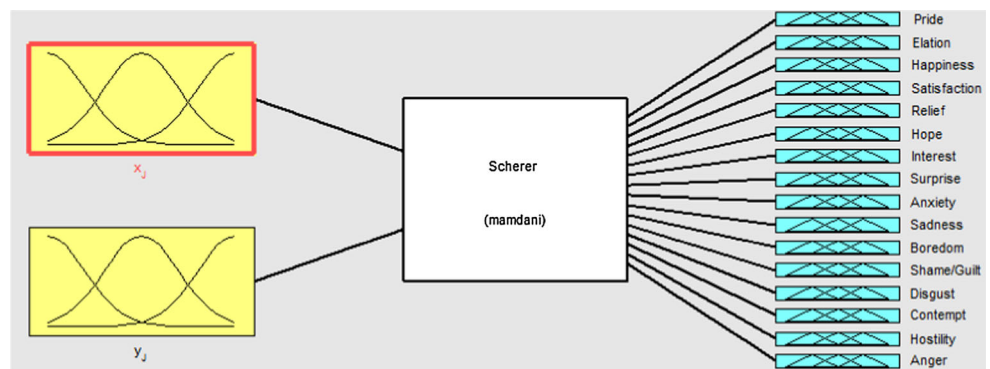 x_J
y_J
Scherer
(mamdani)
Pride
Elation
Happiness
Satisfaction
Relief
Hope
Interest
Surprise
Anxiety
Sadness
Boredom
Shame/Guilt
Disgust
Contempt
Hostility
Anger